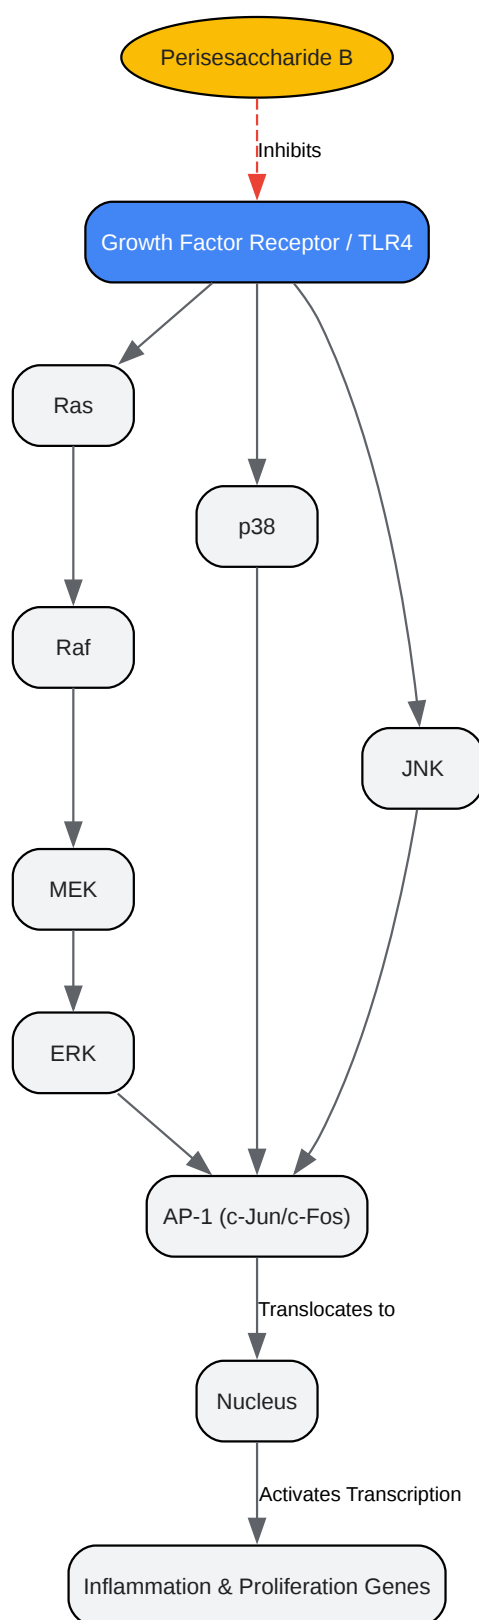 Perisesaccharide B
Inhibits
Growth Factor Receptor / TLR4
Ras
p38
Raf
JNK
MEK
ERK
AP-1 (c-Jun/c-Fos)
Translocates to
Nucleus
Activates Transcription
Inflammation & Proliferation Genes